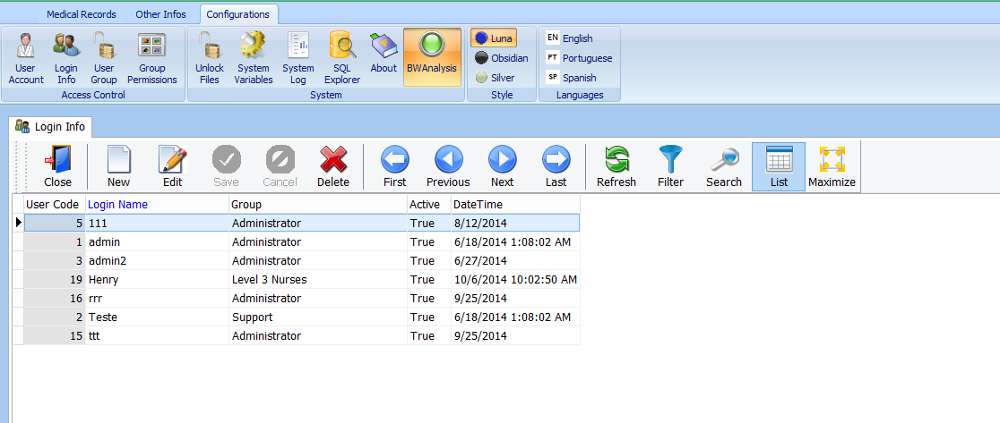 Medical Records Other Infos Configurations
User Account Login Info User Group Group Permissions Unlock Files System Variables System Log SQL Explorer About BWAnalysis
Luna
Obsidian
Silver
EN English
PT Portuguese
SP Spanish
Access Control System Style Languages
Login Info
Close New Edit Save Cancel Delete First Previous Next Last Refresh Filter Search List Maximize
User Code Login Name Group Active DateTime
5 111 Administrator True 8/12/2014
1 admin Administrator True 6/18/2014 1:08:02 AM
3 admin2 Administrator True 6/27/2014
19 Henry Level 3 Nurses True 10/6/2014 10:02:50 AM
16 rrr Administrator True 9/25/2014
2 Teste Support True 6/18/2014 1:08:02 AM
15 ttt Administrator True 9/25/2014